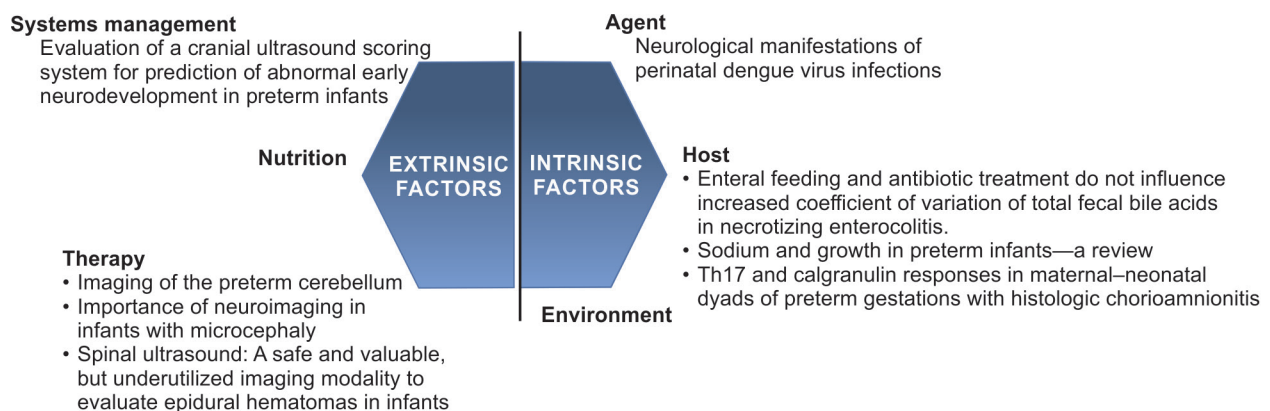 Systems management
Evaluation of a cranial ultrasound scoring
system for prediction of abnormal early
neurodevelopment in preterm infants
Nutrition
Therapy
• Imaging of the preterm cerebellum
• Importance of neuroimaging in
infants with microcephaly
• Spinal ultrasound: A safe and valuable,
but underutilized imaging modality to
evaluate epidural hematomas in infants
EXTRINSIC
FACTORS
INTRINSIC
FACTORS
Agent
Neurological manifestations of
perinatal dengue virus infections
Host
• Enteral feeding and antibiotic treatment do not influence
increased coefficient of variation of total fecal bile acids
in necrotizing enterocolitis.
• Sodium and growth in preterm infants—a review
• Th17 and calgranulin responses in maternal–neonatal
dyads of preterm gestations with histologic chorioamnionitis
Environment